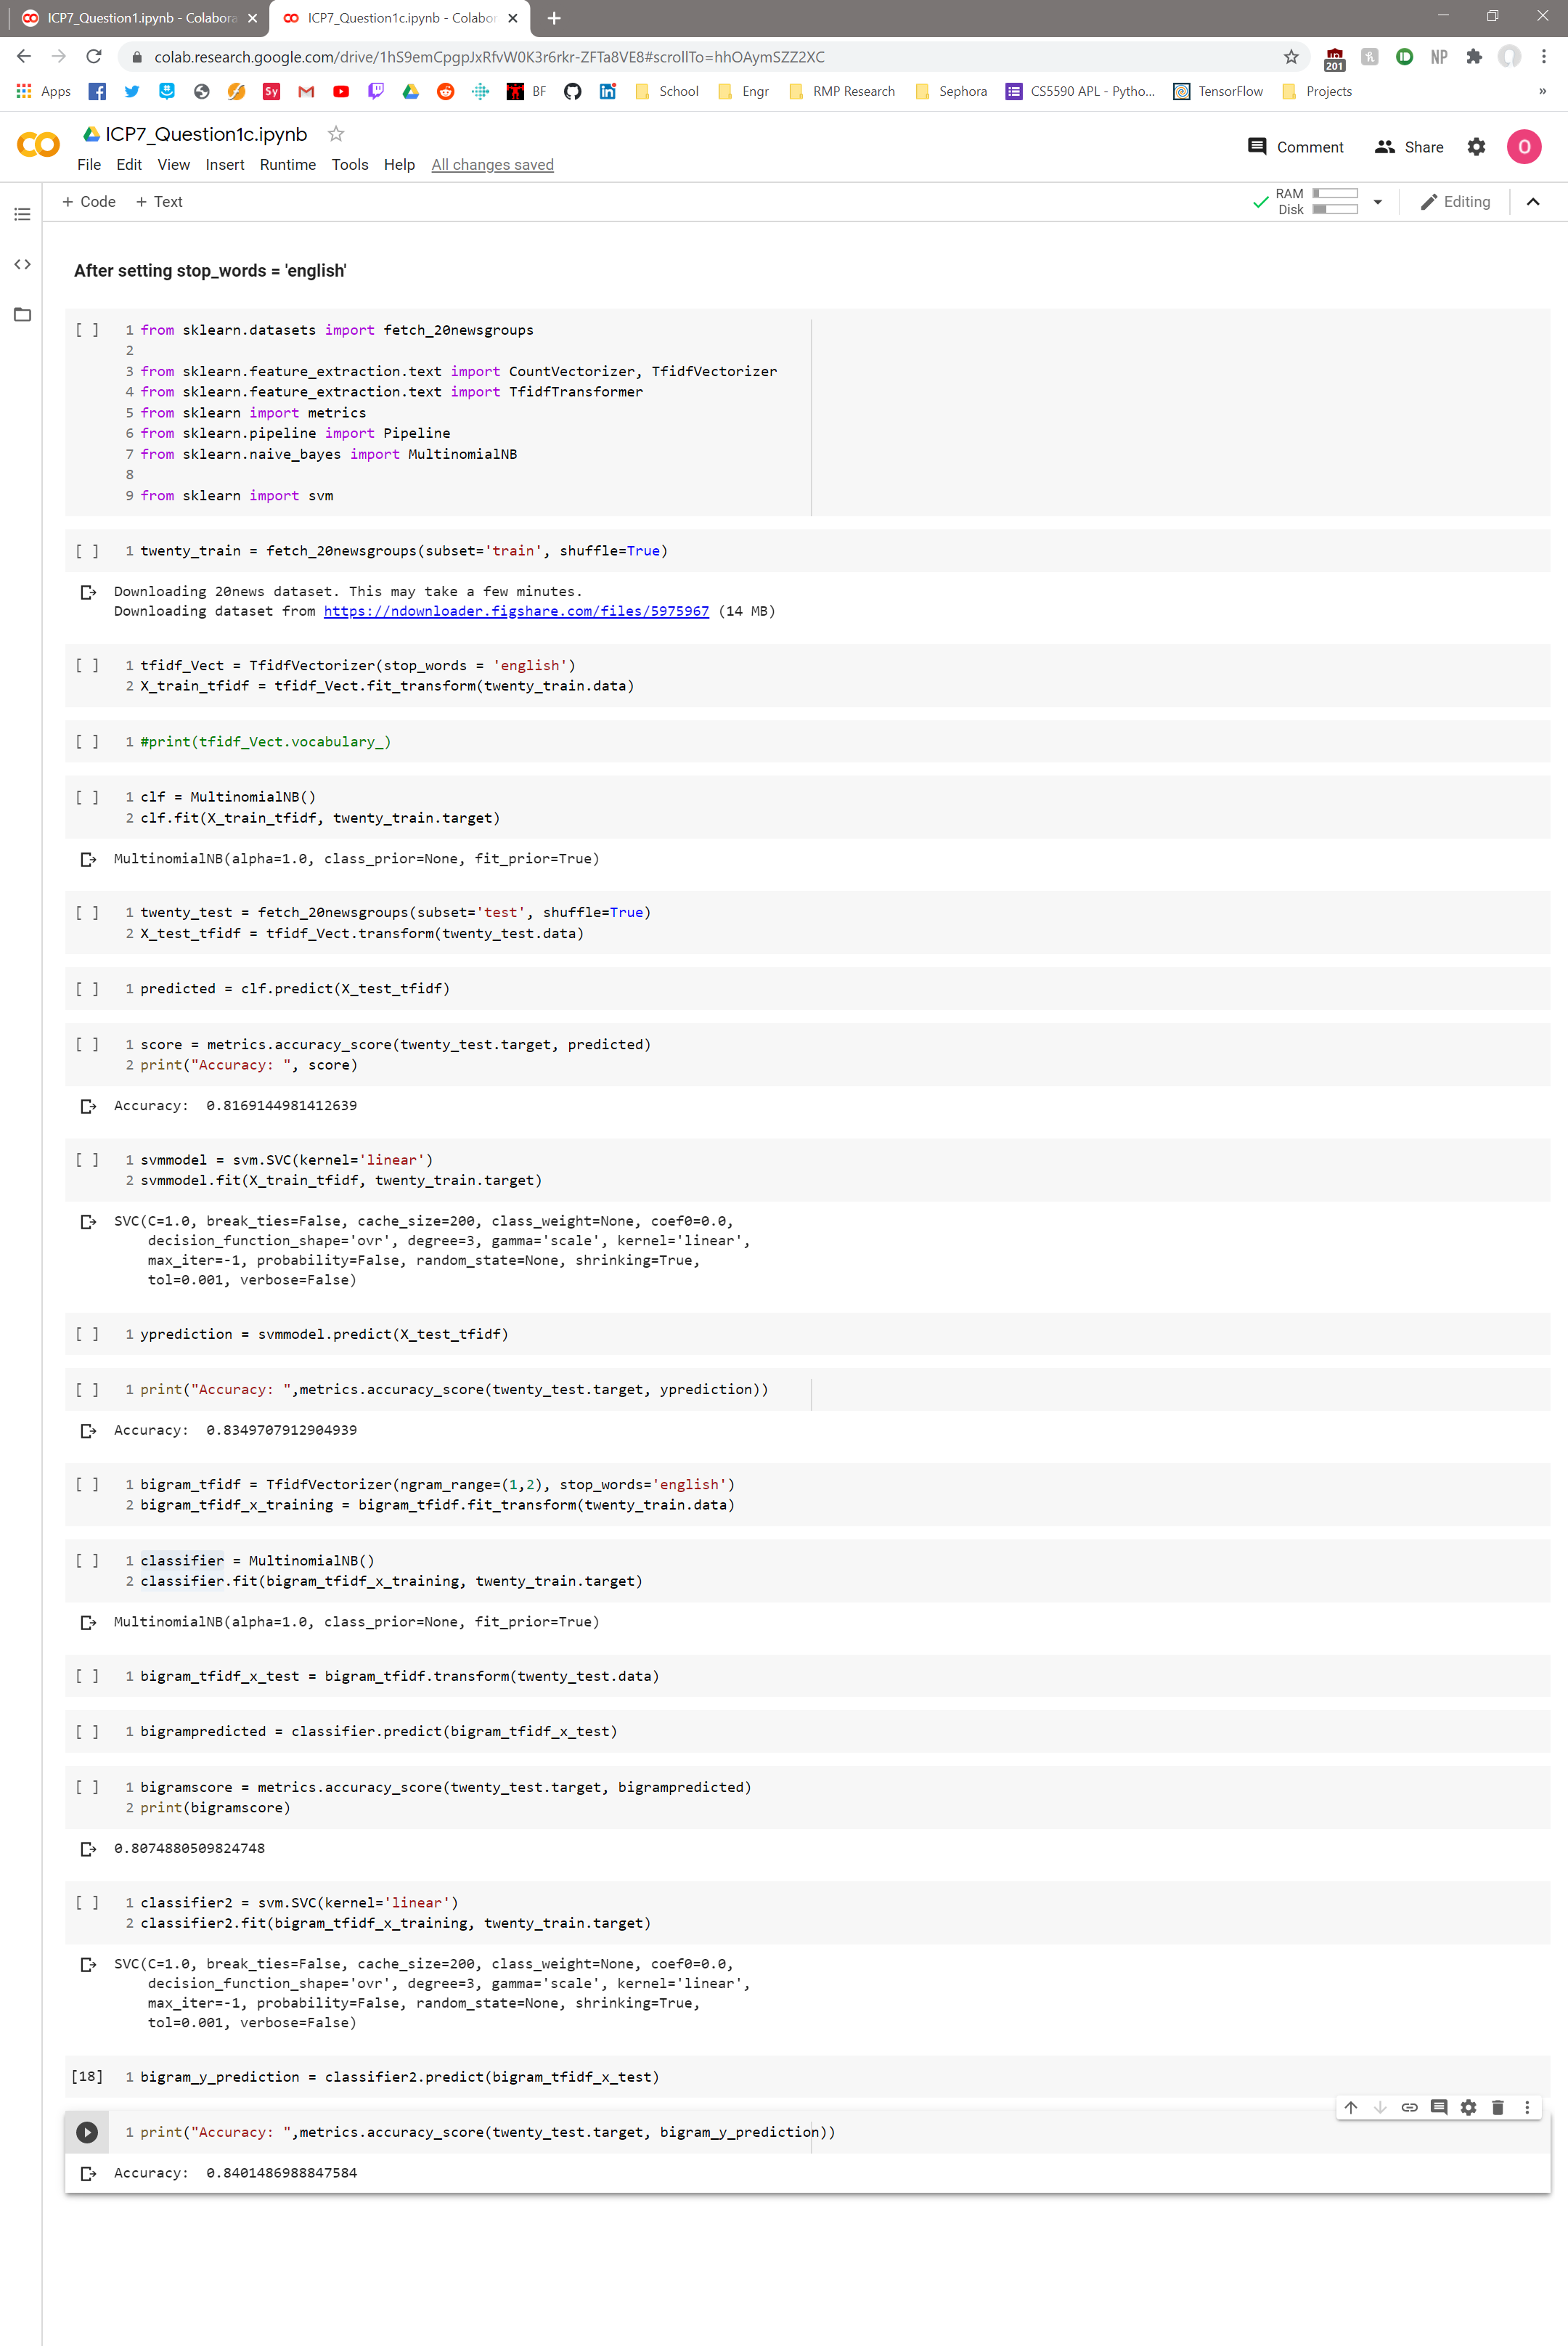 ICP7_Question1.ipynb - Colabora
ICP7_Question1c.ipynb - Colabor
colab.research.google.com/drive/1hS9emCpgpJxRfvW0K3r6rkr-ZFTa8VE8#scrollTo=hhOAymSZZ2XC
201
NP
Apps
Sy
BF
School
Engr
RMP Research
Sephora
CS5590 APL - Pytho...
TensorFlow
Projects
»
ICP7_Question1c.ipynb
File Edit View Insert Runtime Tools Help All changes saved
Comment
Share
O
+ Code + Text
RAM
Disk
Editing
After setting stop_words = 'english'
[ ] 1 from sklearn.datasets import fetch_20newsgroups
2
3 from sklearn.feature_extraction.text import CountVectorizer, TfidfVectorizer
4 from sklearn.feature_extraction.text import TfidfTransformer
5 from sklearn import metrics
6 from sklearn.pipeline import Pipeline
7 from sklearn.naive_bayes import MultinomialNB
8
9 from sklearn import svm
[ ] 1 twenty_train = fetch_20newsgroups(subset='train', shuffle=True)
Downloading 20news dataset. This may take a few minutes.
Downloading dataset from https://ndownloader.figshare.com/files/5975967 (14 MB)
[ ] 1 tfidf_Vect = TfidfVectorizer(stop_words = 'english')
2 X_train_tfidf = tfidf_Vect.fit_transform(twenty_train.data)
[ ] 1 #print(tfidf_Vect.vocabulary_)
[ ] 1 clf = MultinomialNB()
2 clf.fit(X_train_tfidf, twenty_train.target)
MultinomialNB(alpha=1.0, class_prior=None, fit_prior=True)
[ ] 1 twenty_test = fetch_20newsgroups(subset='test', shuffle=True)
2 X_test_tfidf = tfidf_Vect.transform(twenty_test.data)
[ ] 1 predicted = clf.predict(X_test_tfidf)
[ ] 1 score = metrics.accuracy_score(twenty_test.target, predicted)
2 print("Accuracy: ", score)
Accuracy:  0.8169144981412639
[ ] 1 svmmodel = svm.SVC(kernel='linear')
2 svmmodel.fit(X_train_tfidf, twenty_train.target)
SVC(C=1.0, break_ties=False, cache_size=200, class_weight=None, coef0=0.0,
decision_function_shape='ovr', degree=3, gamma='scale', kernel='linear',
max_iter=-1, probability=False, random_state=None, shrinking=True,
tol=0.001, verbose=False)
[ ] 1 yprediction = svmmodel.predict(X_test_tfidf)
[ ] 1 print("Accuracy: ",metrics.accuracy_score(twenty_test.target, yprediction))
Accuracy:  0.8349707912904939
[ ] 1 bigram_tfidf = TfidfVectorizer(ngram_range=(1,2), stop_words='english')
2 bigram_tfidf_x_training = bigram_tfidf.fit_transform(twenty_train.data)
[ ] 1 classifier = MultinomialNB()
2 classifier.fit(bigram_tfidf_x_training, twenty_train.target)
MultinomialNB(alpha=1.0, class_prior=None, fit_prior=True)
[ ] 1 bigram_tfidf_x_test = bigram_tfidf.transform(twenty_test.data)
[ ] 1 bigrampredicted = classifier.predict(bigram_tfidf_x_test)
[ ] 1 bigramscore = metrics.accuracy_score(twenty_test.target, bigrampredicted)
2 print(bigramscore)
0.8074880509824748
[ ] 1 classifier2 = svm.SVC(kernel='linear')
2 classifier2.fit(bigram_tfidf_x_training, twenty_train.target)
SVC(C=1.0, break_ties=False, cache_size=200, class_weight=None, coef0=0.0,
decision_function_shape='ovr', degree=3, gamma='scale', kernel='linear',
max_iter=-1, probability=False, random_state=None, shrinking=True,
tol=0.001, verbose=False)
[18] 1 bigram_y_prediction = classifier2.predict(bigram_tfidf_x_test)
1 print("Accuracy: ",metrics.accuracy_score(twenty_test.target, bigram_y_prediction))
Accuracy:  0.8401486988847584